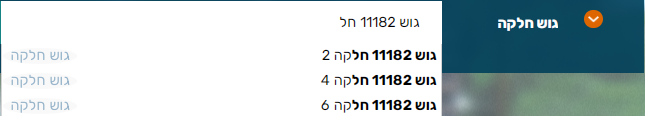 גוש חלקה
גוש 11182 חל
גוש 11182 חלקה 2 גוש חלקה
גוש 11182 חלקה 4 גוש חלקה
גוש 11182 חלקה 6 גוש חלקה